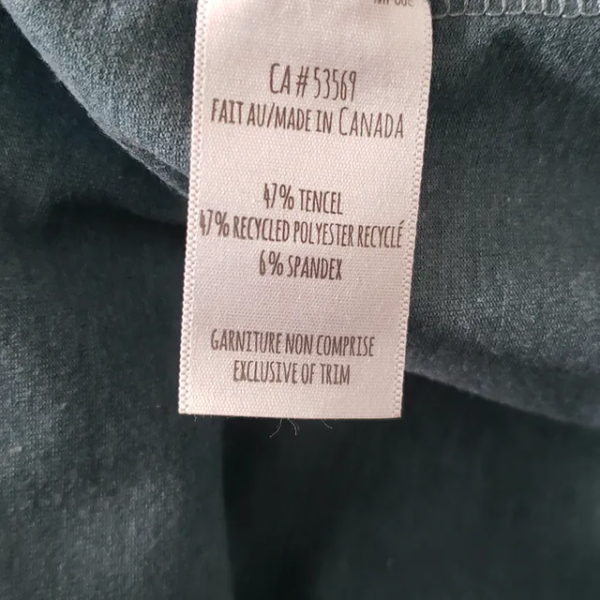 CA#53569
FAIT AU/MADE IN CANADA
47% TENCEL
47% RECYCLED POLYESTER RECYCLÉ
6% SPANDEX
GARNITURE NON COMPRISE
EXCLUSIVE OF TRIM